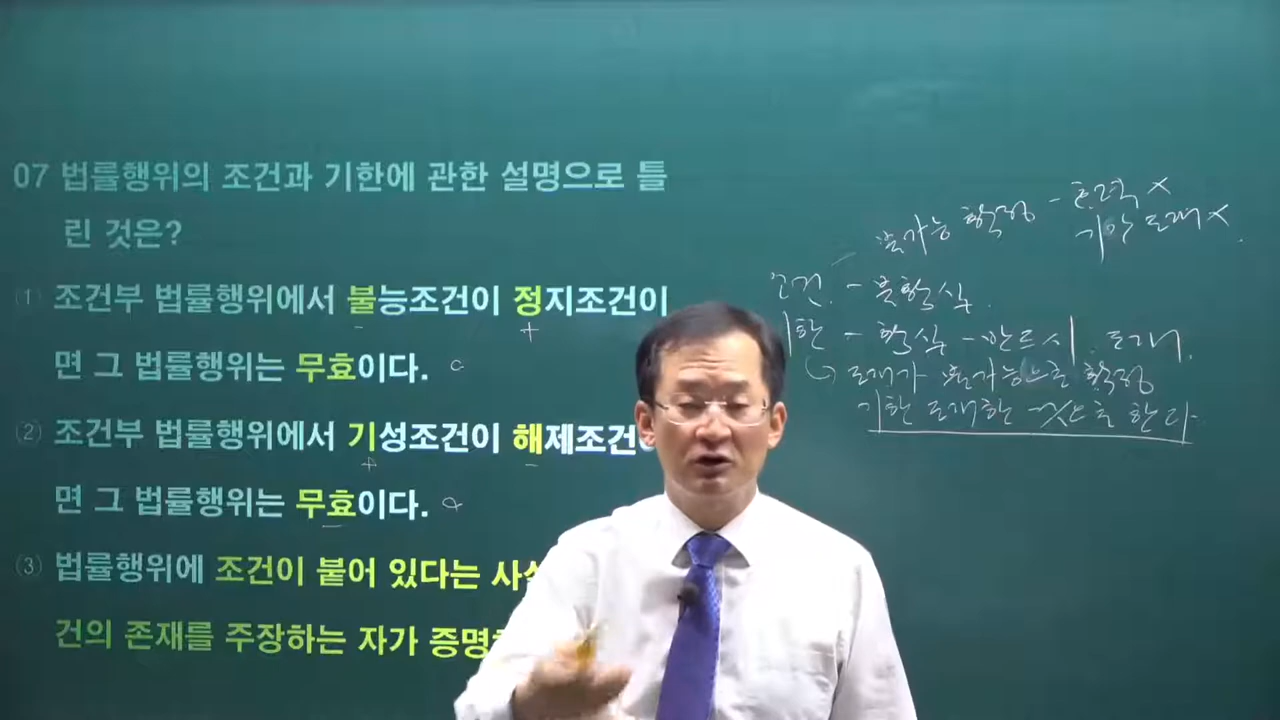 07 법률행위의 조건과 기한에 관한 설명으로 틀
린 것은?
(1) 조건부 법률행위에서 불능조건이 정지조건이
면 그 법률행위는 무효이다.
(2) 조건부 법률행위에서 기성조건이 해제조건이
면 그 법률행위는 무효이다.
(3) 법률행위에 조건이 붙어 있다는 사실
건의 존재를 주장하는 자가 증명
불가능 확정 - 효력 ×
기한 도래 ×
조건 - 불확실
기한 - 확실 - 반드시 도래
도래가 불가능으로 확정
기한 도래한 것으로 한다